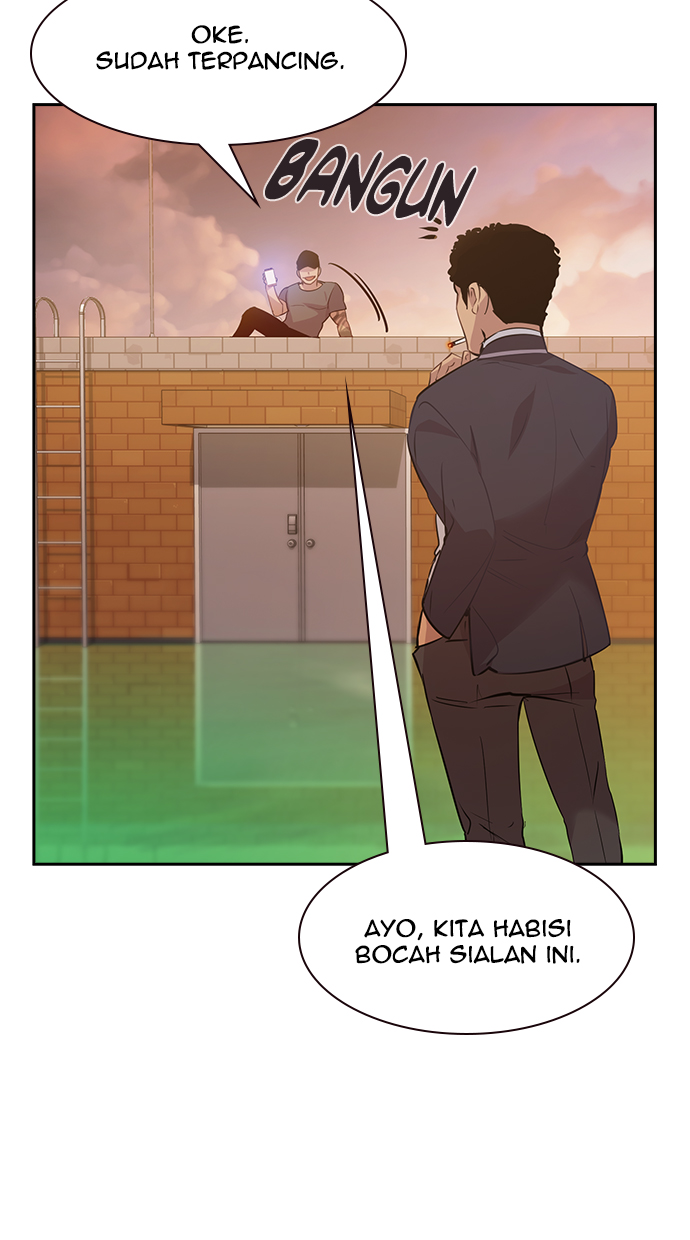 OKE.
SUDAH TERPANCING.
BANGUN
AYO, KITA HABISI
BOCAH SIALAN INI.